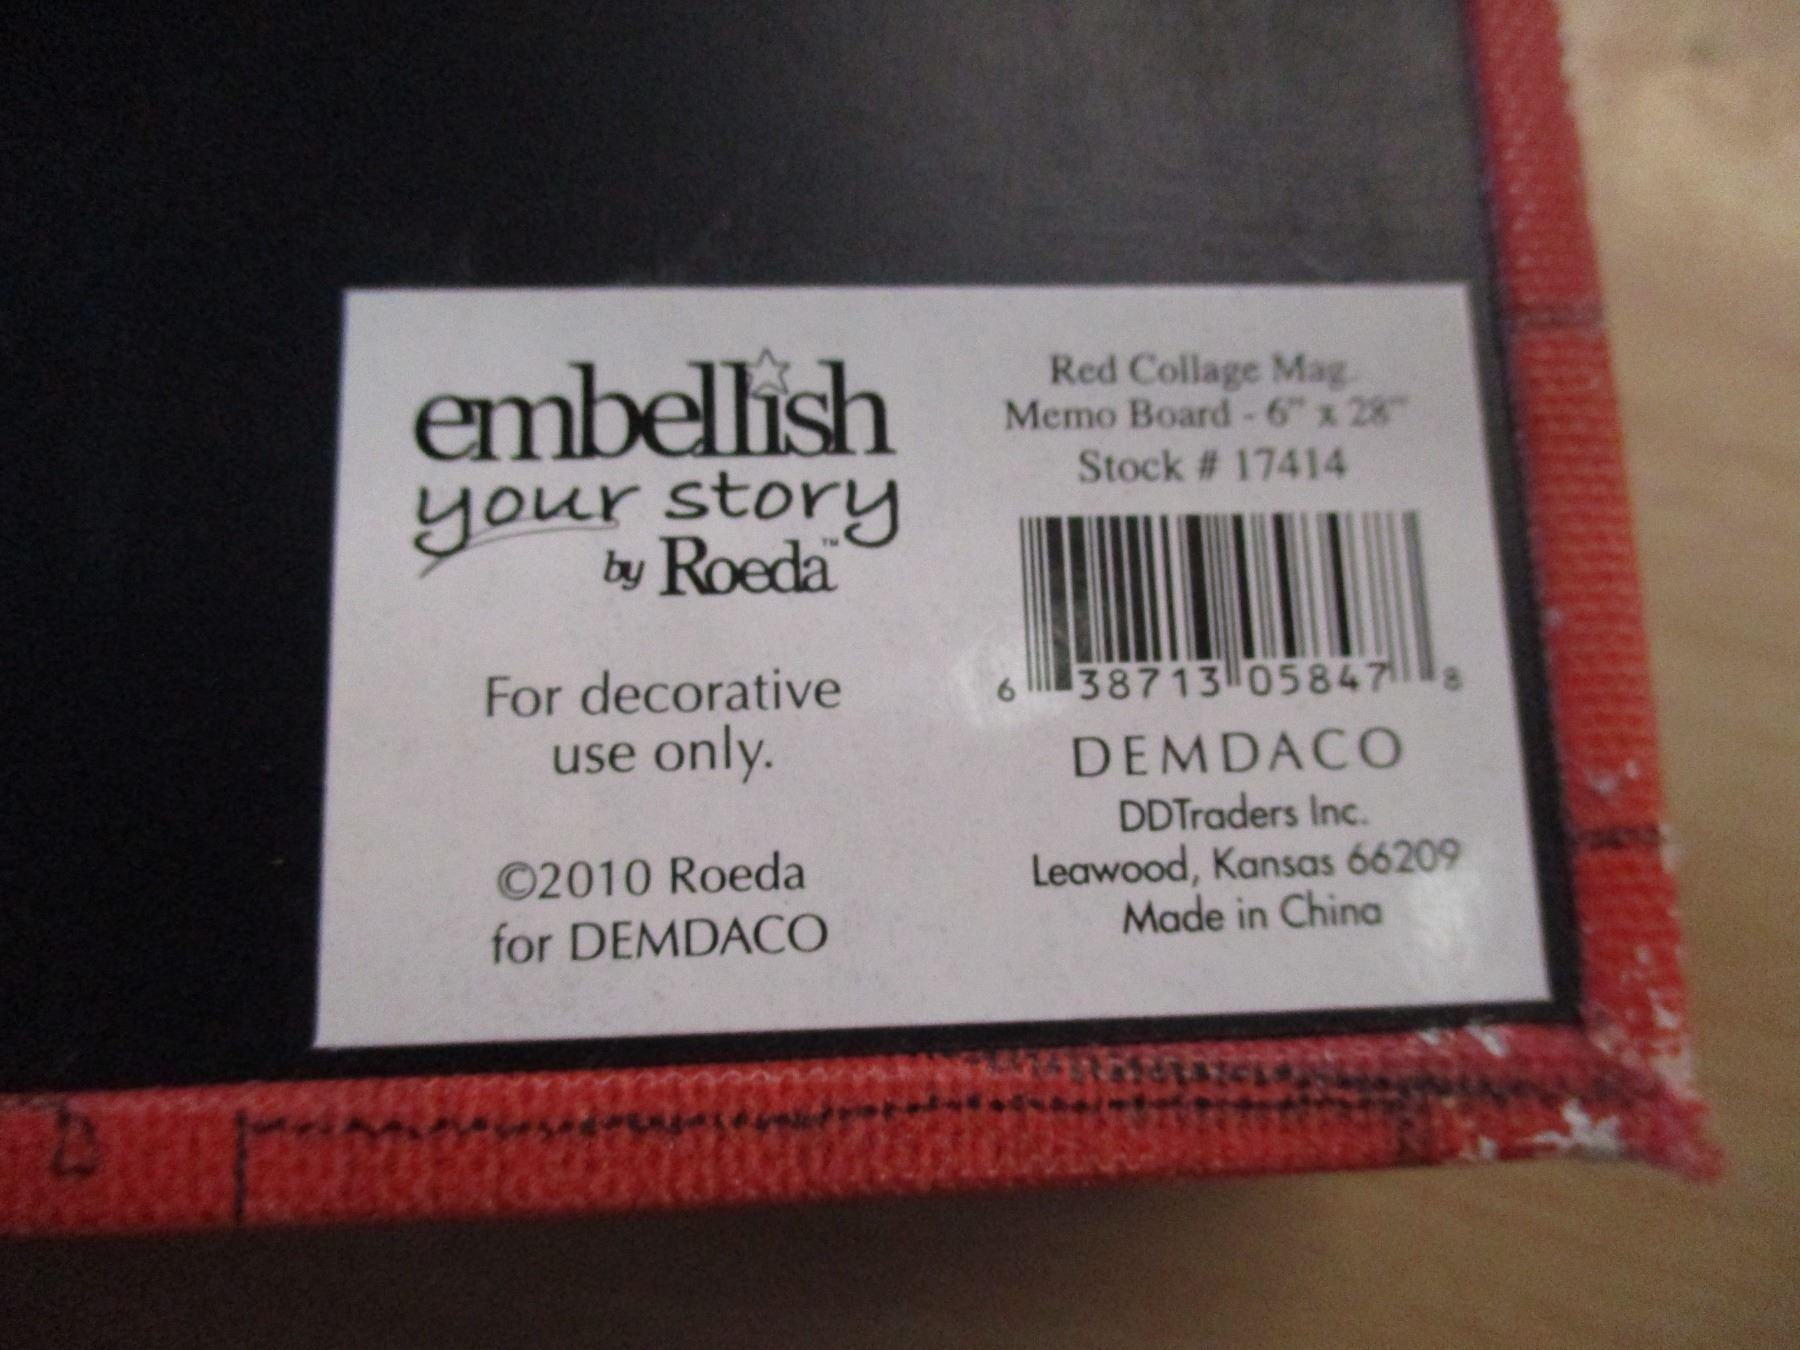 embellish
your story
by Roeda™
For decorative
use only.
©2010 Roeda
for DEMDACO
Red Collage Mag.
Memo Board - 6" x 28"
Stock # 17414
6 38713 05847 8
DEMDACO
DDTraders Inc.
Leawood, Kansas 66209
Made in China
B